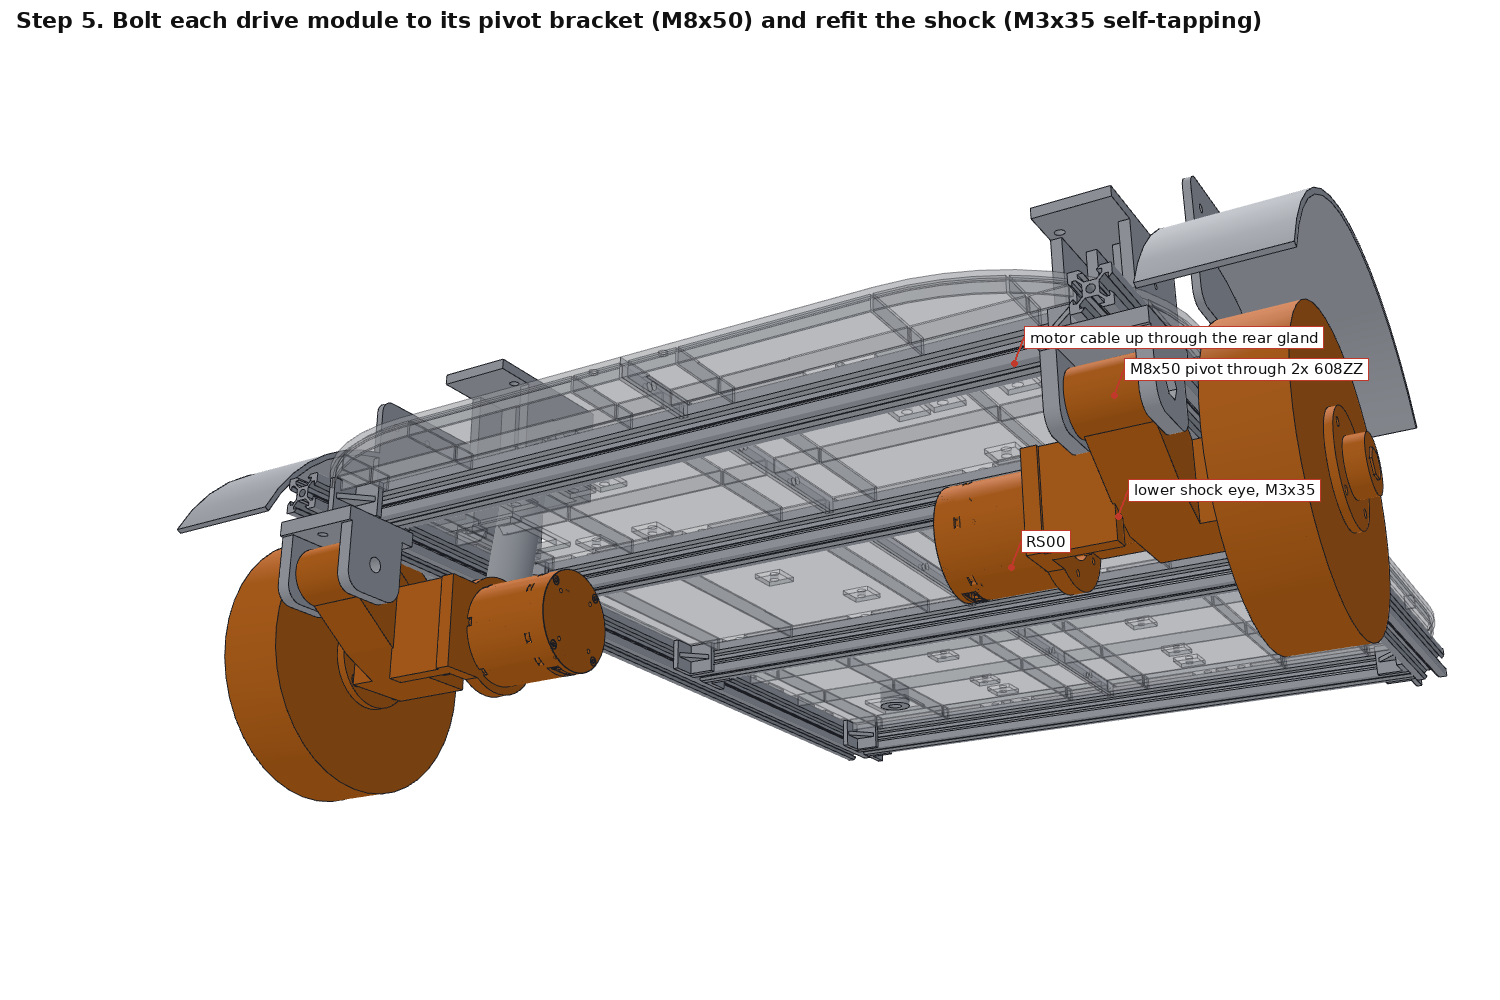 Step 5. Bolt each drive module to its pivot bracket (M8x50) and refit the shock (M3x35 self-tapping)
motor cable up through the rear gland
M8x50 pivot through 2x 608ZZ
lower shock eye, M3x35
RS00